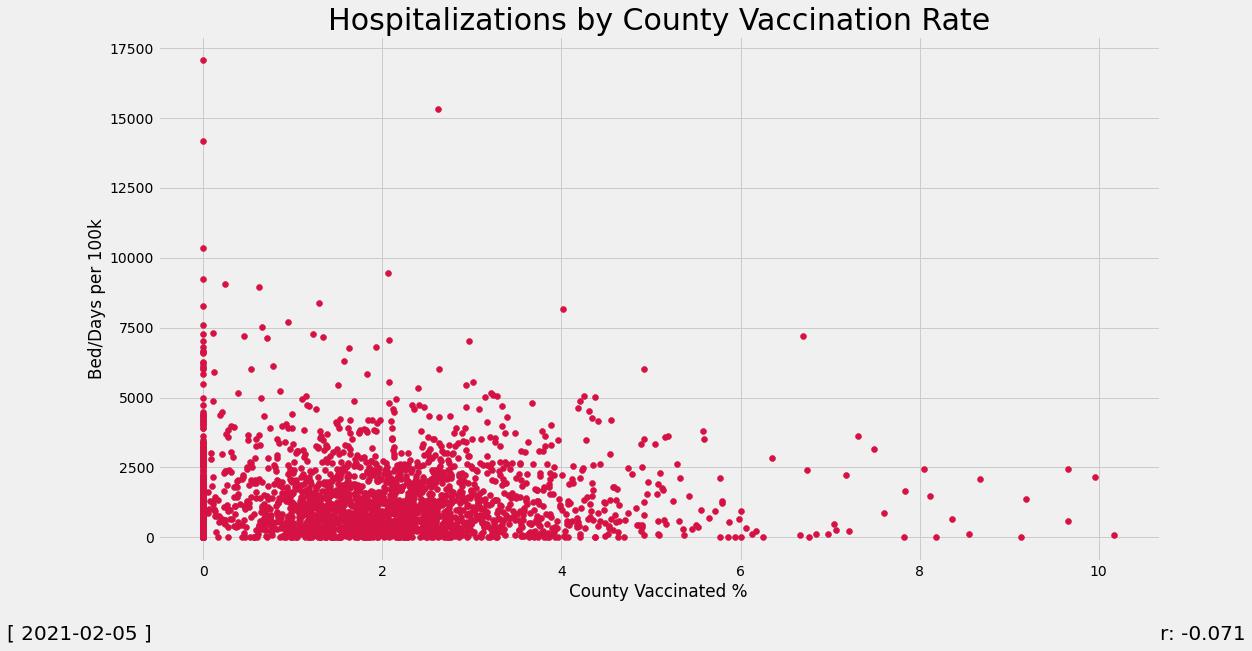 Hospitalizations by County Vaccination Rate
17500
15000
12500
10000
7500
5000
2500
0
Bed/Days per 100k
0 2 4 6 8 10
County Vaccinated %
[ 2021-02-05 ]
r: -0.071